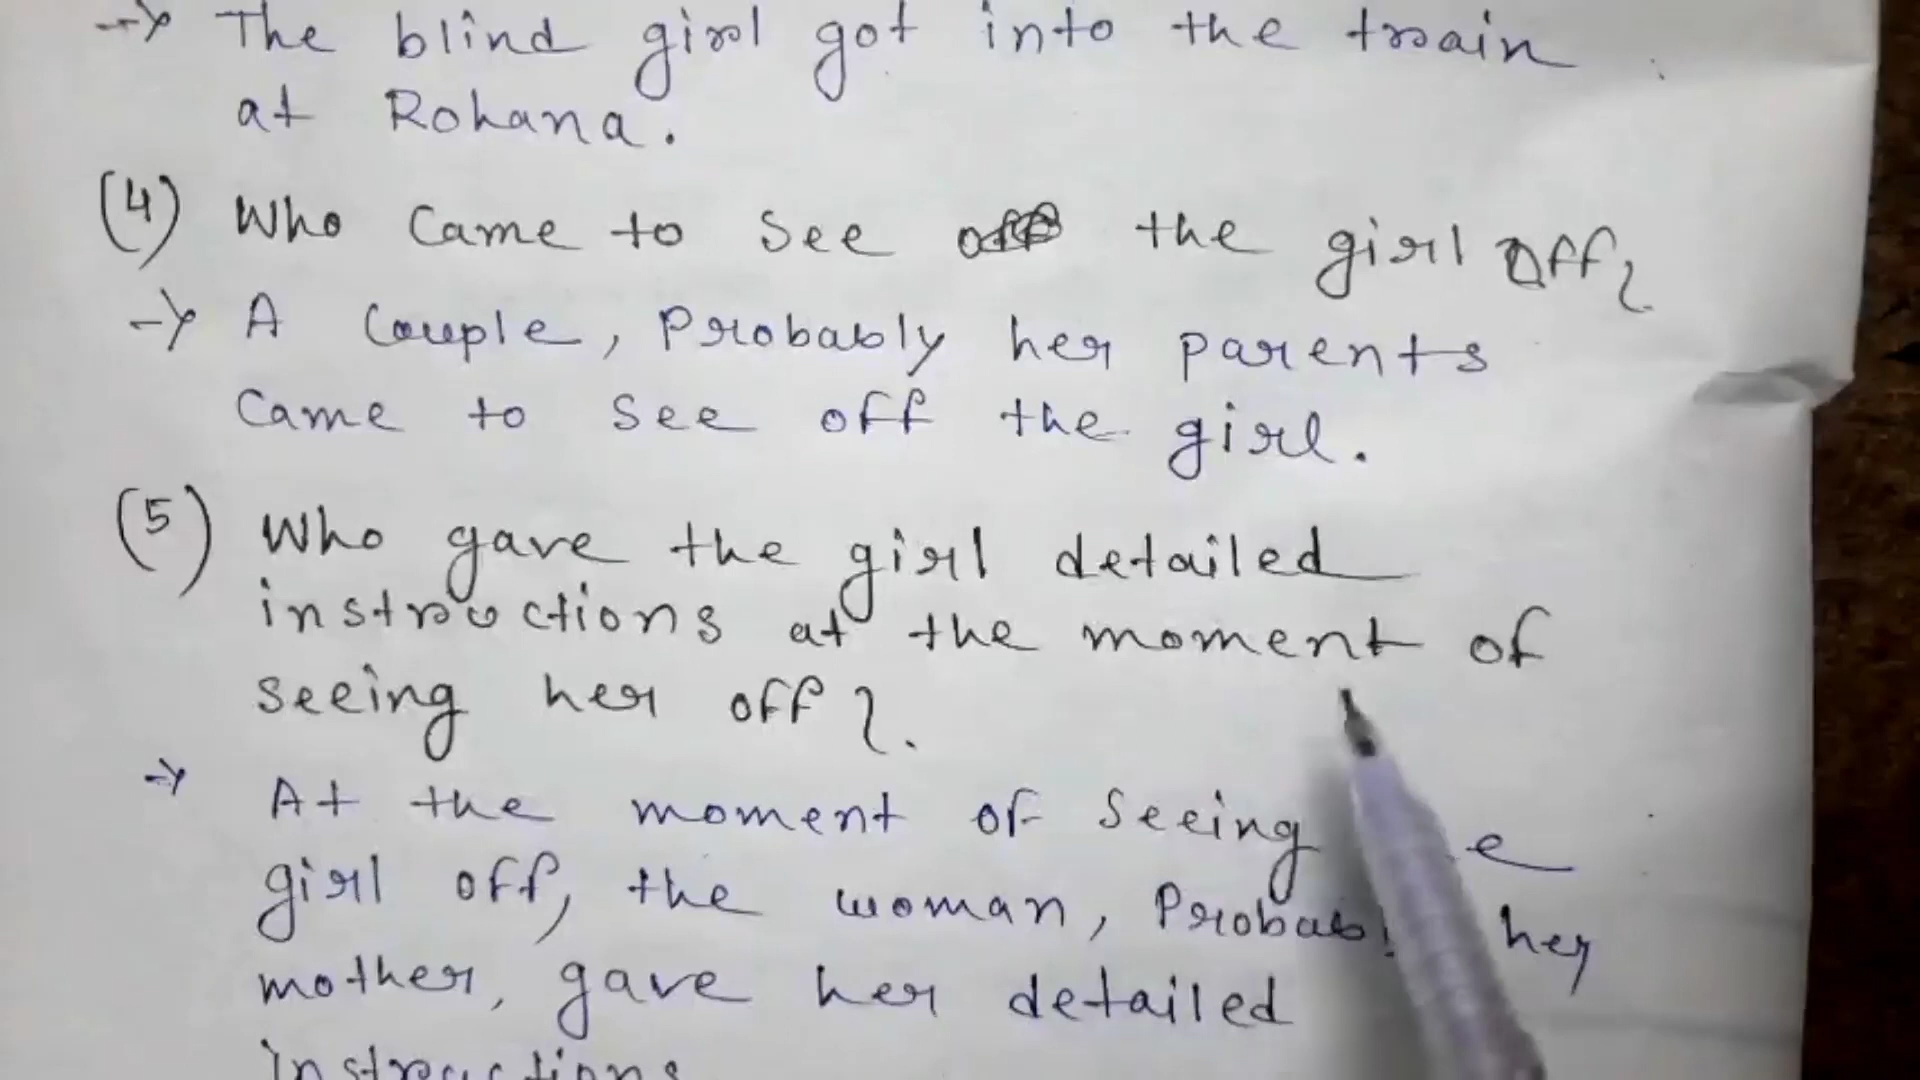 → The blind girl got into the train
at Rohana.
(4) Who came to see the girl off?
→ A couple, Probably her parents
came to see off the girl.
(5) Who gave the girl detailed
instructions at the moment of
seeing her off?.
→ At the moment of seeing
girl off, the woman, her
mother, gave her detailed
instructions